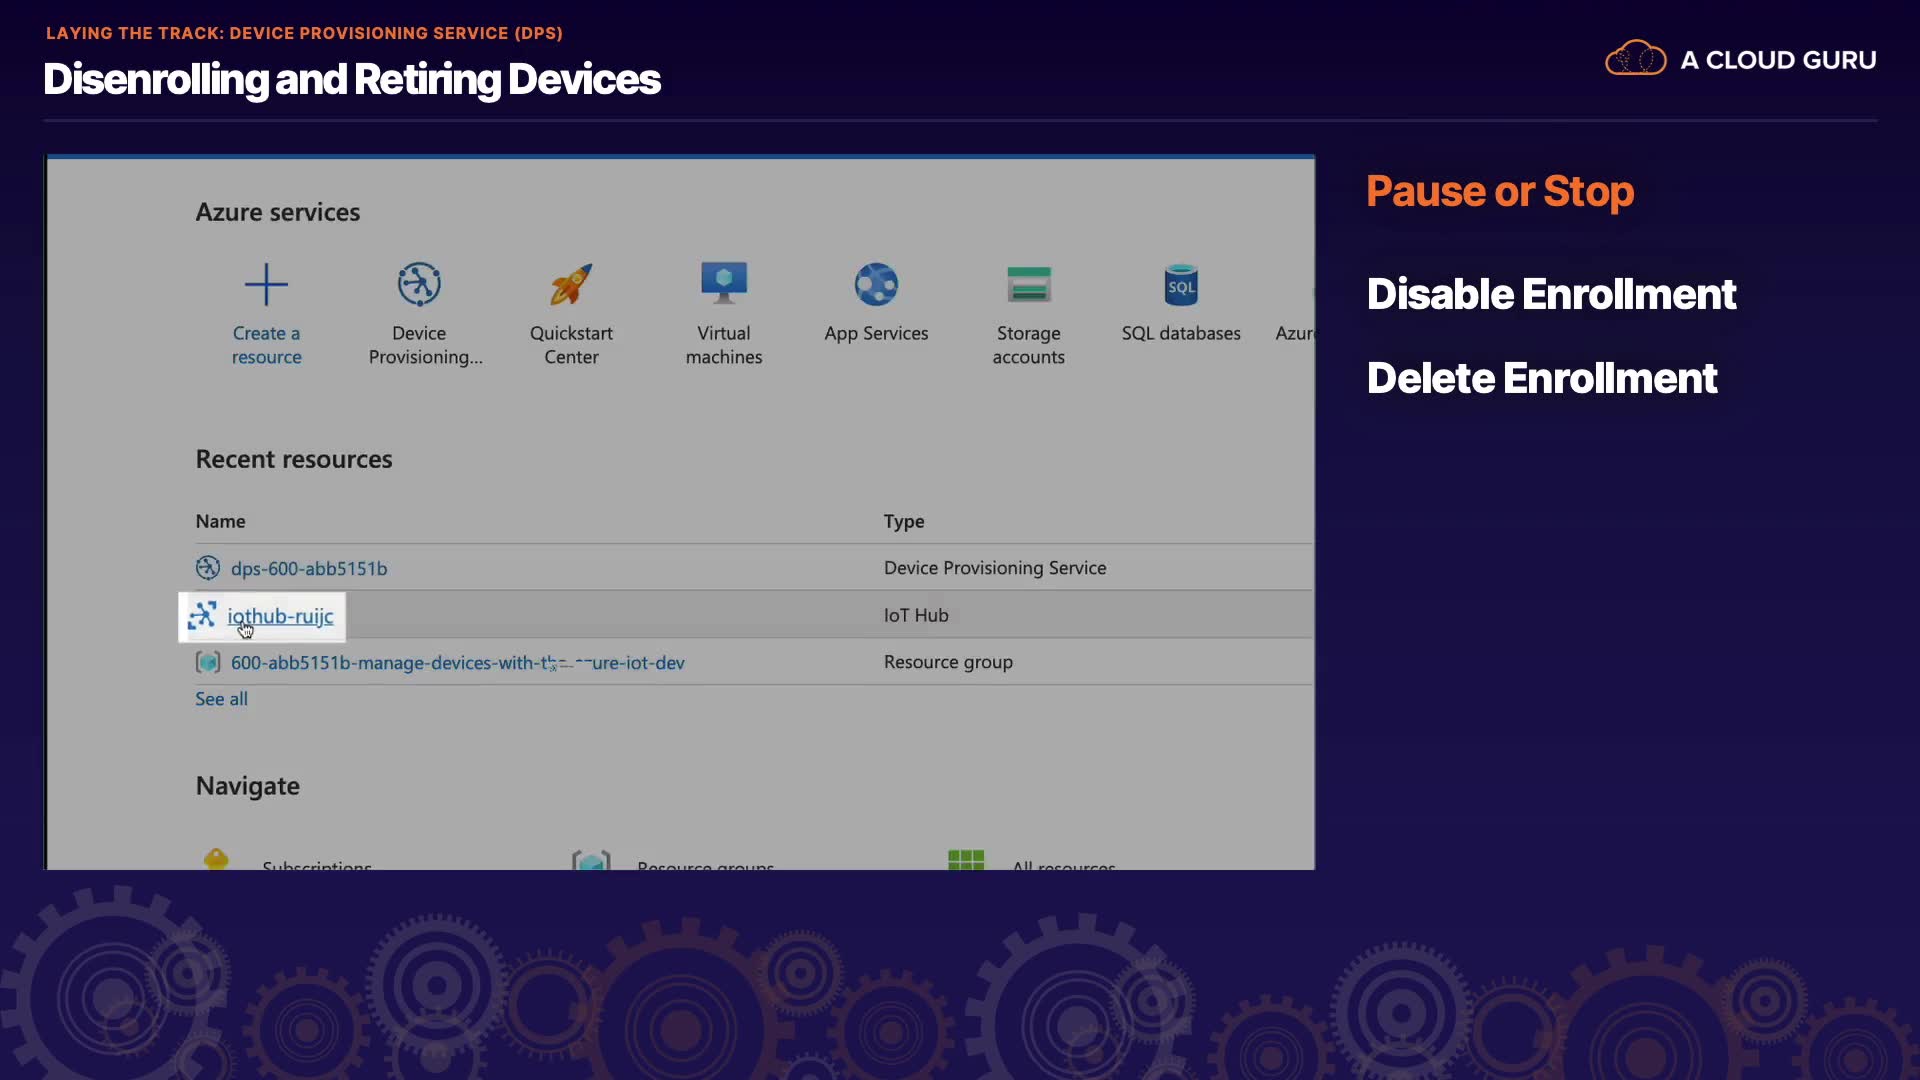 LAYING THE TRACK: DEVICE PROVISIONING SERVICE (DPS)
Disenrolling and Retiring Devices
A CLOUD GURU
Azure services
Create a resource
Device Provisioning...
Quickstart Center
Virtual machines
App Services
Storage accounts
SQL
SQL databases
Azur
Recent resources
Name Type
dps-600-abb5151b Device Provisioning Service
iothub-ruijc IoT Hub
600-abb5151b-manage-devices-with- ure-iot-dev Resource group
See all
Navigate
Subscriptions Resource groups All resources
Pause or Stop
Disable Enrollment
Delete Enrollment